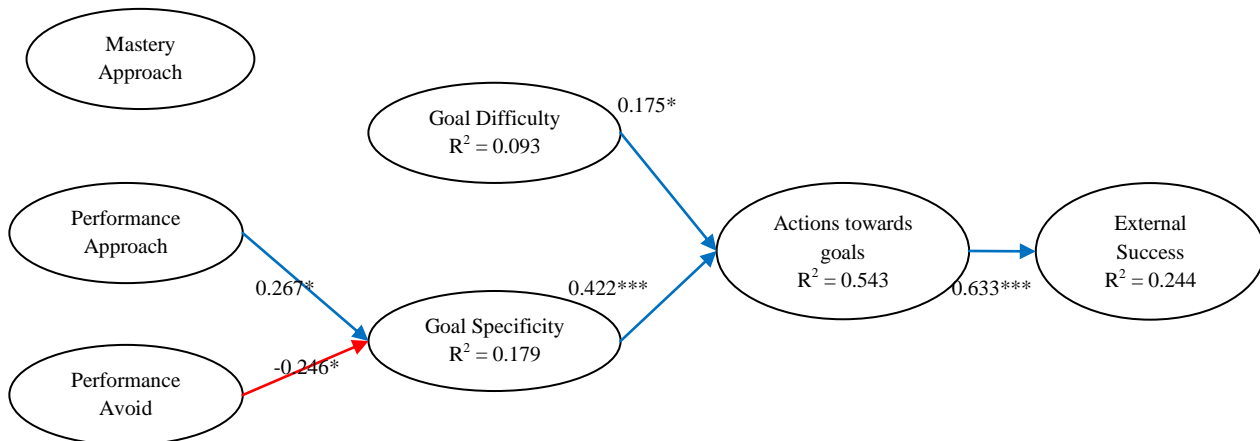 Mastery
Approach
Goal Difficulty
R² = 0.093
0.175*
Performance
Approach
0.267*
Goal Specificity
R² = 0.179
0.422***
-0.246*
Performance
Avoid
Actions towards
goals
R² = 0.543
0.633***
External
Success
R² = 0.244